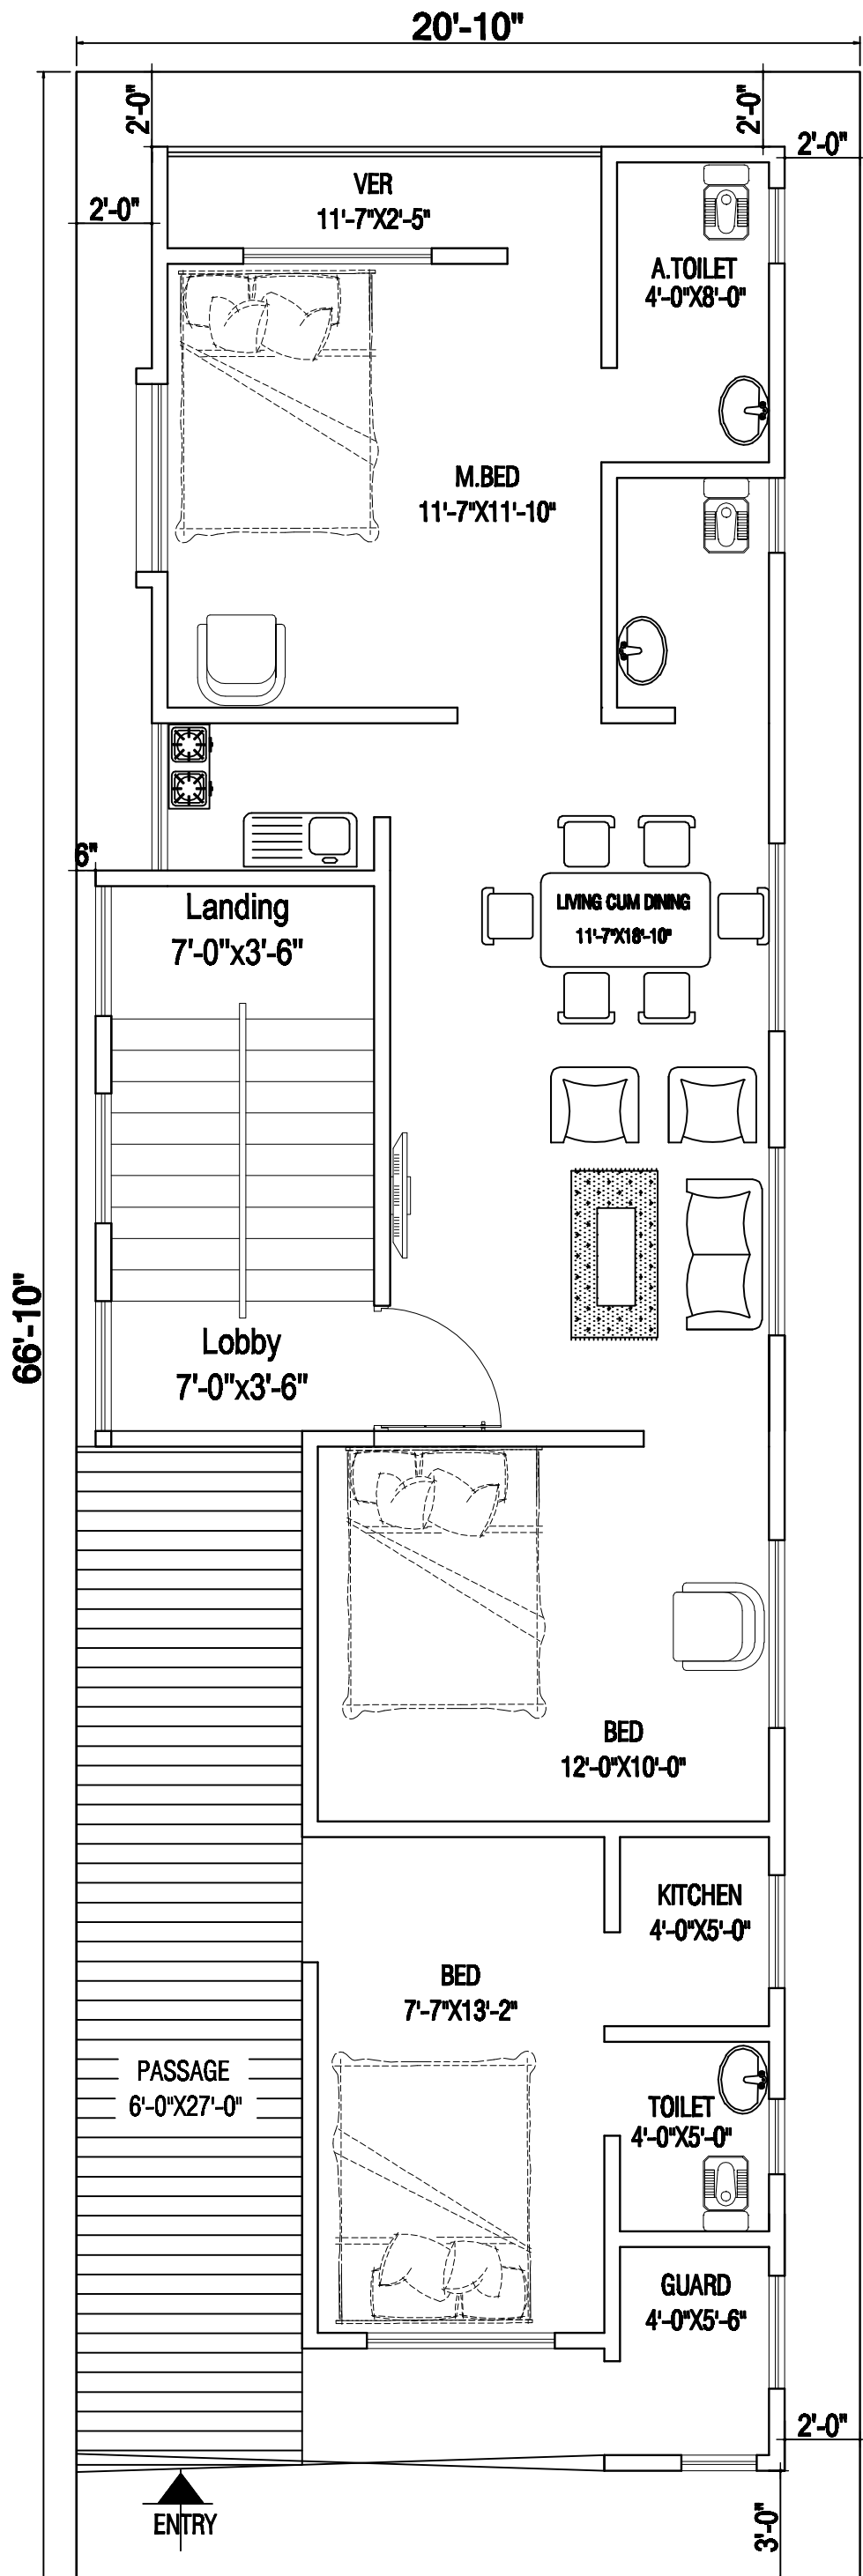 20'-10"
2'-0"
2'-0"
2'-0"
2'-0"
VER
11'-7"X2'-5"
A.TOILET
4'-0"X8'-0"
M.BED
11'-7"X11'-10"
6"
Landing
7'-0"x3'-6"
LIVING CUM DINING
11'-7"X18'-10"
66'-10"
Lobby
7'-0"x3'-6"
BED
12'-0"X10'-0"
KITCHEN
4'-0"X5'-0"
BED
7'-7"X13'-2"
PASSAGE
6'-0"X27'-0"
TOILET
4'-0"X5'-0"
GUARD
4'-0"X5'-6"
2'-0"
ENTRY
3'-0"